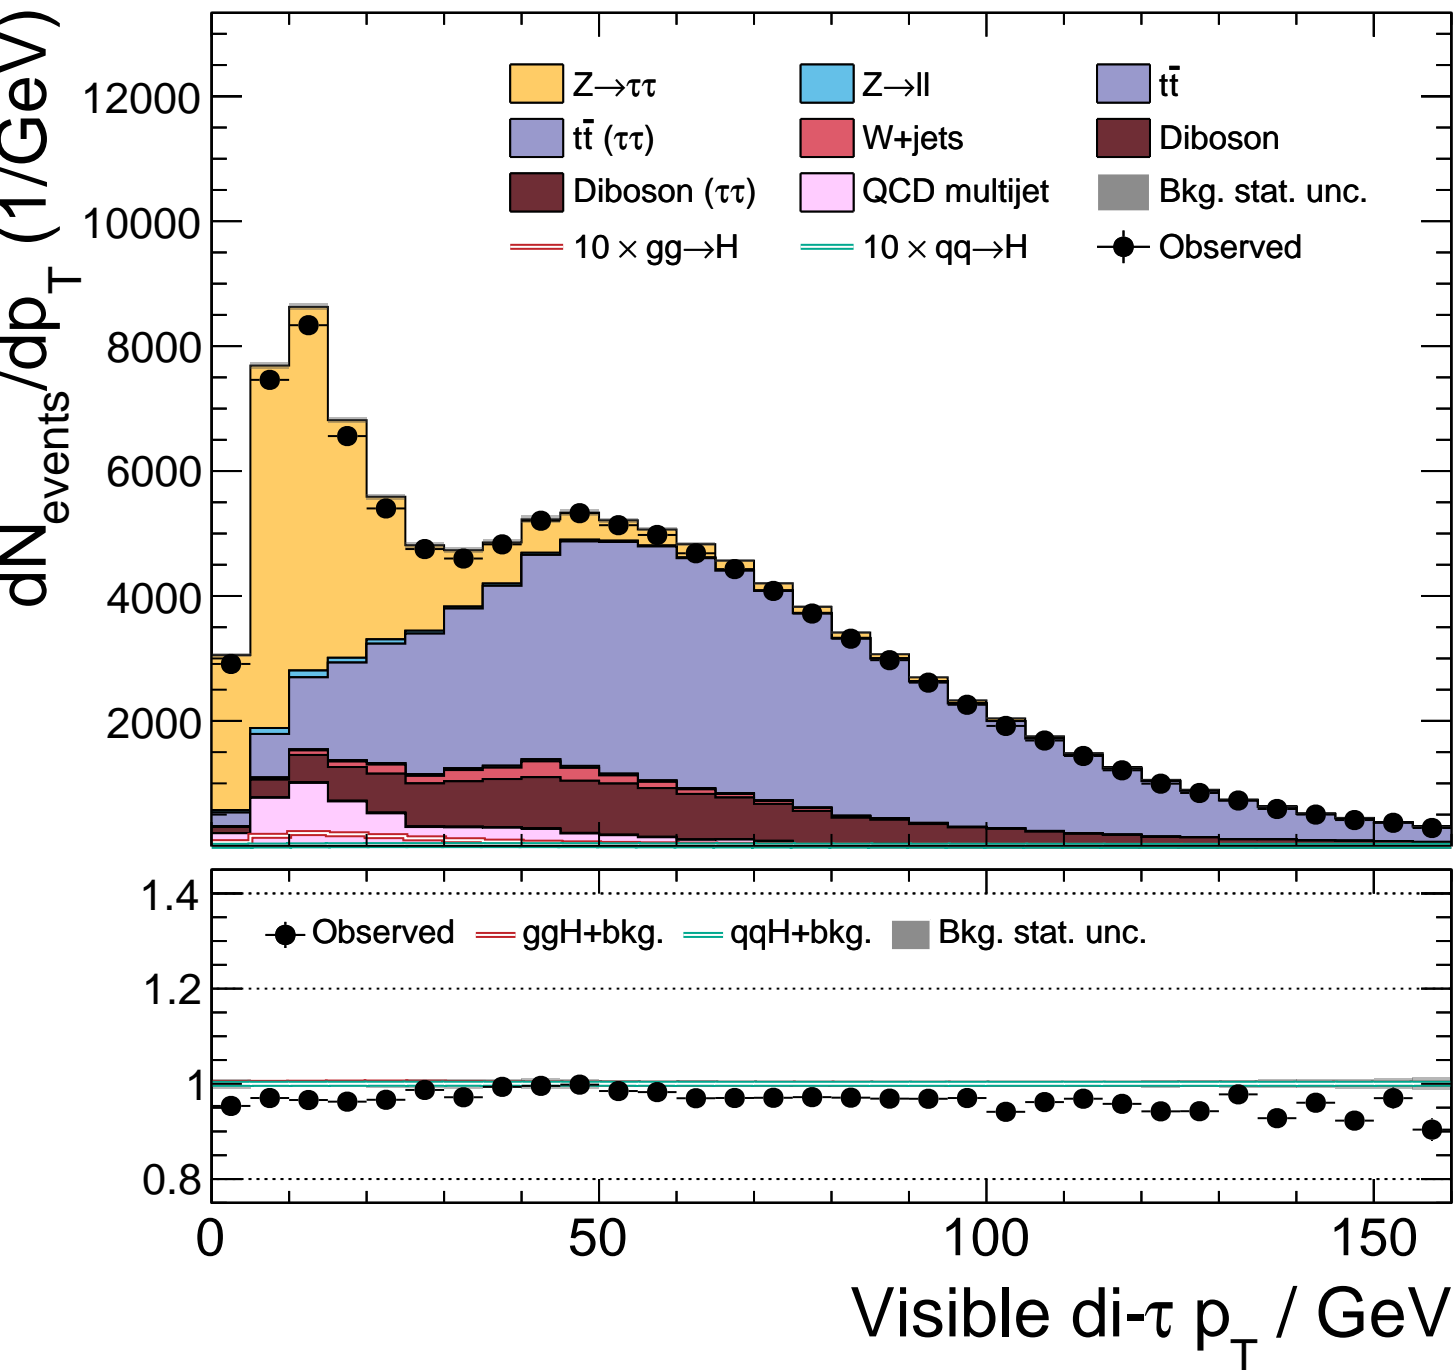 dN_events/dp_T (1/GeV)
12000
10000
8000
6000
4000
2000
Z→ττ Z→ll tt̄
tt̄ (ττ) W+jets Diboson
Diboson (ττ) QCD multijet Bkg. stat. unc.
10 × gg→H 10 × qq→H Observed
1.4
1.2
1
0.8
Observed ggH+bkg. qqH+bkg. Bkg. stat. unc.
0 50 100 150
Visible di-τ p_T / GeV